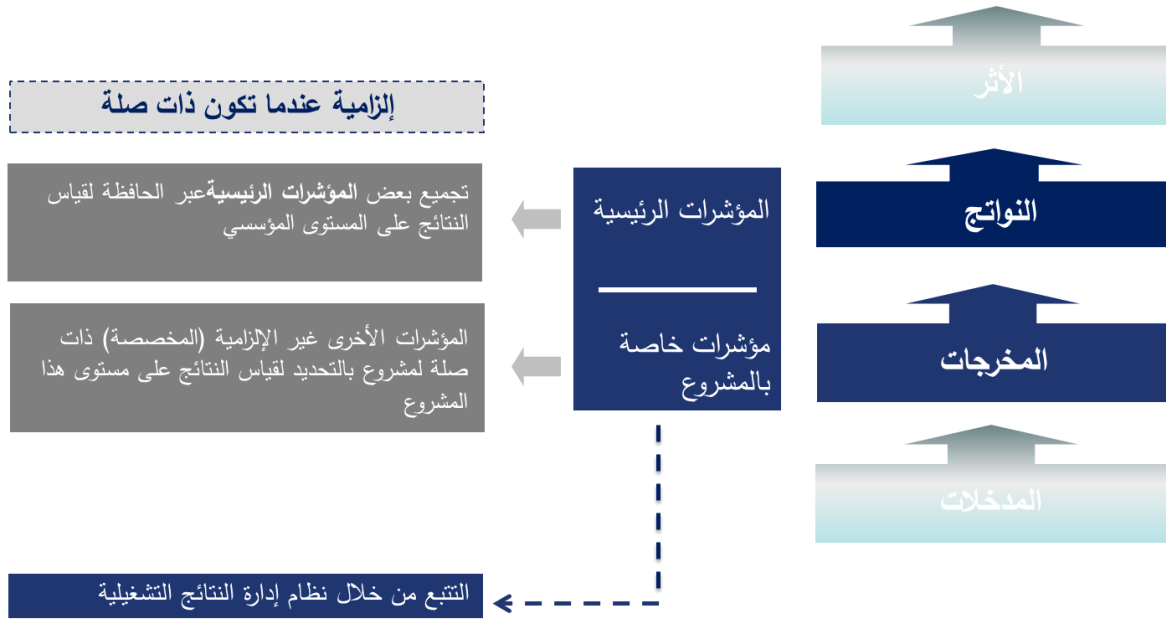 الأثر
النواتج
المخرجات
المدخلات
المؤشرات الرئيسية
مؤشرات خاصة
بالمشروع
إلزامية عندما تكون ذات صلة
تجميع بعض المؤشرات الرئيسيةعبر الحافظة لقياس
النتائج على المستوى المؤسسي
المؤشرات الأخرى غير الإلزامية (المخصصة) ذات
صلة لمشروع بالتحديد لقياس النتائج على مستوى هذا
المشروع
التتبع من خلال نظام إدارة النتائج التشغيلية